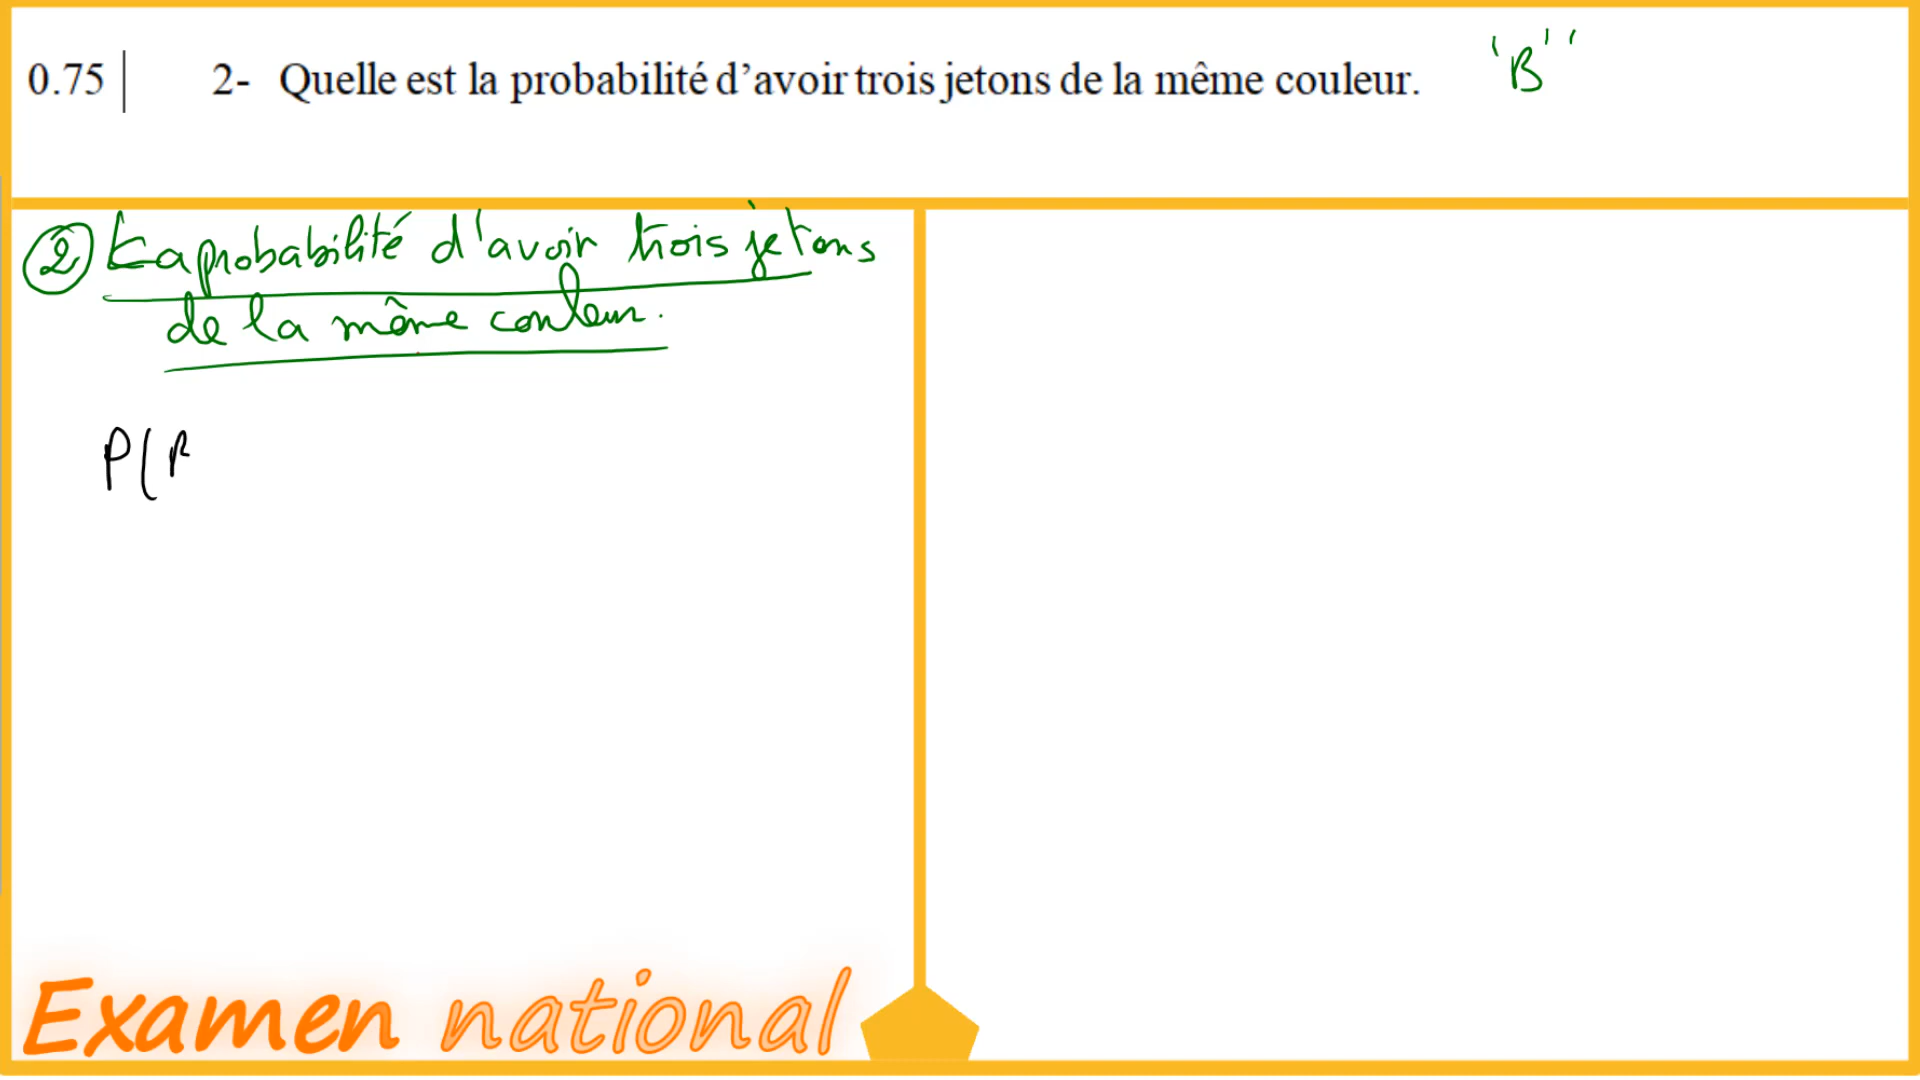 0.75 | 2- Quelle est la probabilité d’avoir trois jetons de la même couleur. 'B''
② La probabilité d'avoir trois jetons
de la même couleur.
P(B
Examen national